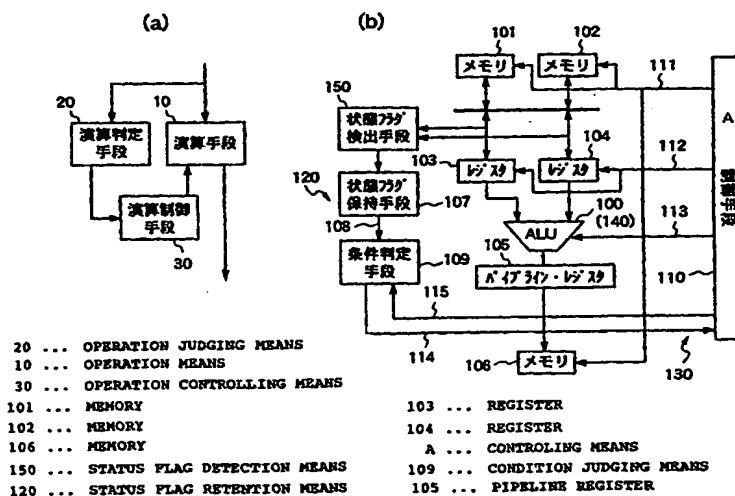 (a)
20
10
演算判定
手段
演算手段
演算制御
手段
30
(b)
101
102
メモリ
メモリ
111
150
状態フラグ
検出手段
104
A
103
レジスタ
レジスタ
112
120
状態フラグ
保持手段
107
108
100
(140)
113
ALU
制御手段
条件判定
手段
109
105
パイプライン・レジスタ
110
115
114
106
メモリ
130
20 ... OPERATION JUDGING MEANS
10 ... OPERATION MEANS
30 ... OPERATION CONTROLLING MEANS
101 ... MEMORY
102 ... MEMORY
106 ... MEMORY
150 ... STATUS FLAG DETECTION MEANS
120 ... STATUS FLAG RETENTION MEANS
103 ... REGISTER
104 ... REGISTER
A ... CONTROLING MEANS
109 ... CONDITION JUDGING MEANS
105 ... PIPELINE REGISTER